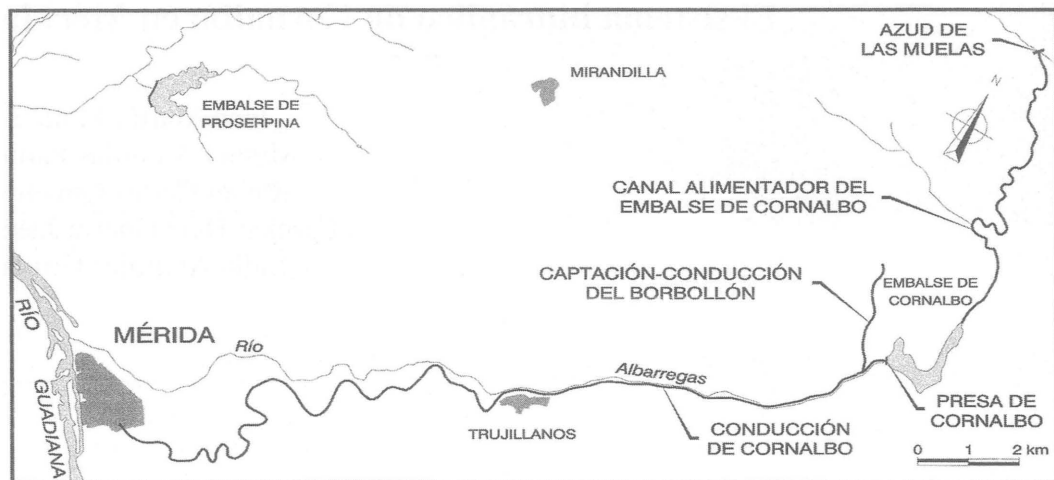 AZUD DE
LAS MUELAS
MIRANDILLA
EMBALSE DE
PROSERPINA
N
CANAL ALIMENTADOR DEL
EMBALSE DE CORNALBO
CAPTACIÓN-CONDUCCIÓN
DEL BORBOLLÓN
EMBALSE DE
CORNALBO
RÍO
GUADIANA
MÉRIDA
Río
Albarregas
TRUJILLANOS
CONDUCCIÓN
DE CORNALBO
PRESA DE
CORNALBO
0 1 2 km